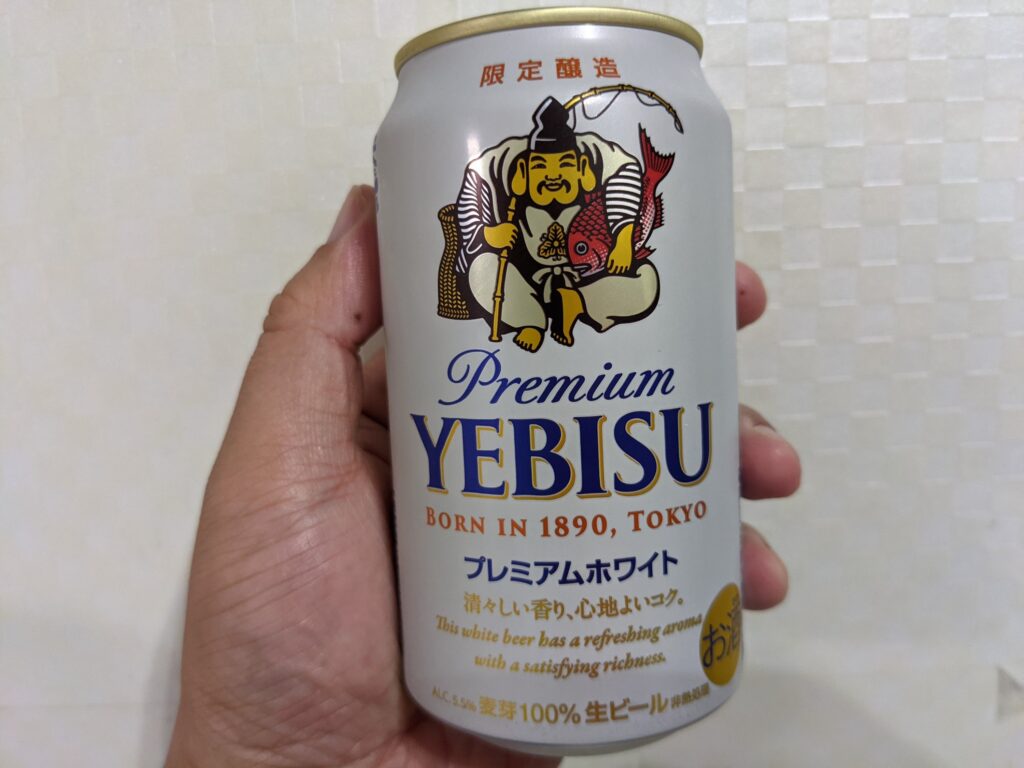 限定醸造
Premium
YEBISU
BORN IN 1890, TOKYO
プレミアムホワイト
清々しい香り、心地よいコク。
This white beer has a refreshing aroma
with a satisfying richness.
お酒
ALC.5.5% 麦芽100% 生ビール 非熱処理